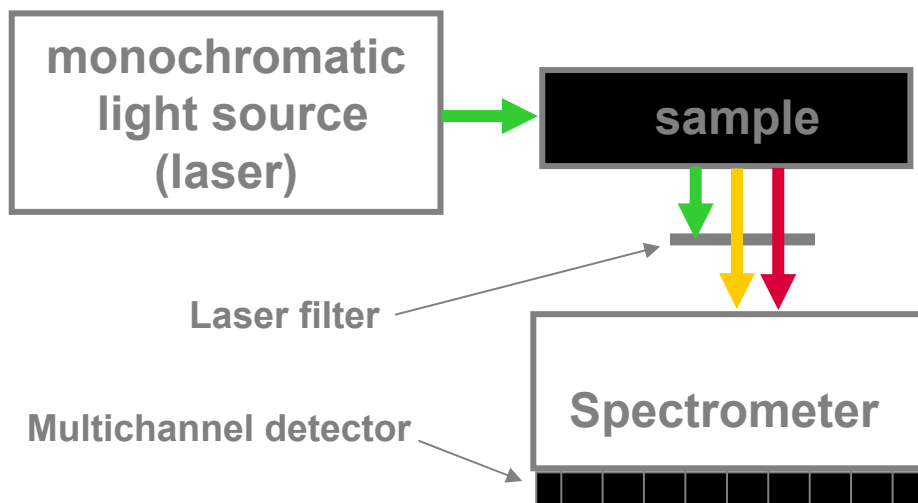 monochromatic
light source
(laser)
sample
Laser filter
Spectrometer
Multichannel detector